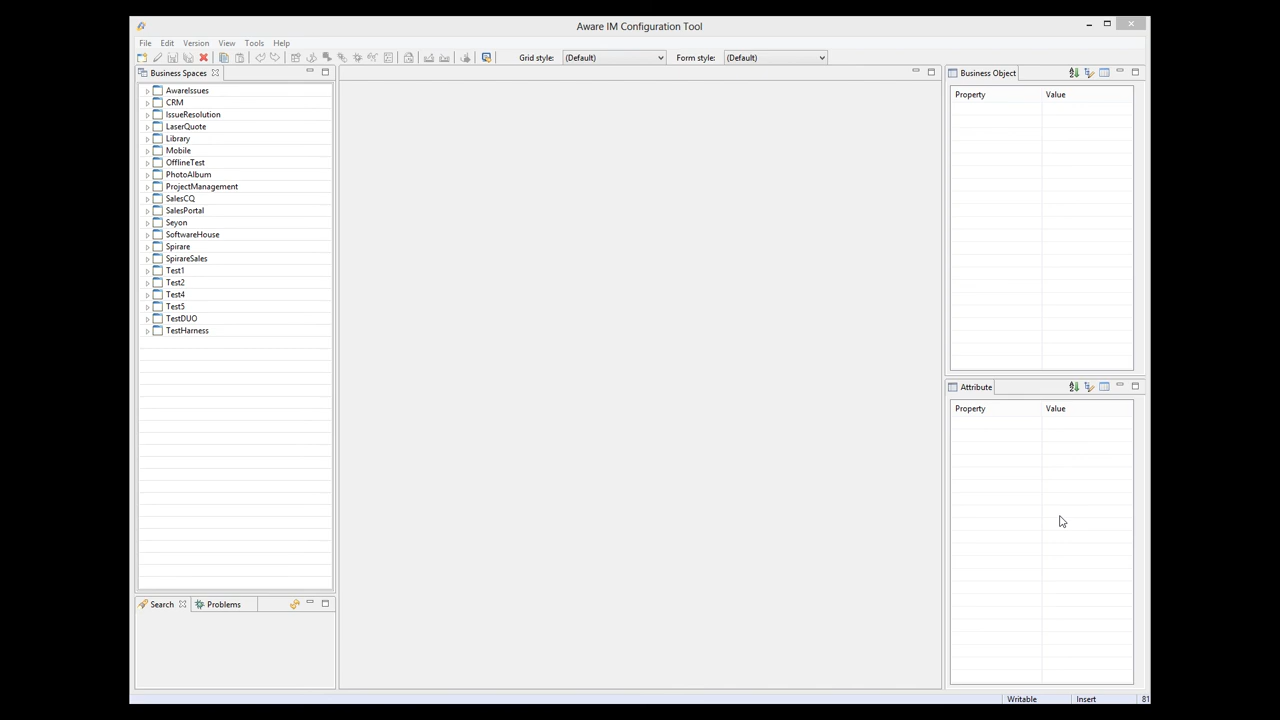 Aware IM Configuration Tool
File Edit Version View Tools Help
Grid style: (Default) Form style: (Default)
Business Spaces
AwareIssues
CRM
IssueResolution
LaserQuote
Library
Mobile
OfflineTest
PhotoAlbum
ProjectManagement
SalesCQ
SalesPortal
Seyon
SoftwareHouse
Spirare
SpirareSales
Test1
Test2
Test4
Test5
TestDUO
TestHarness
Search Problems
Business Object
Property Value
Attribute
Property Value
Writable Insert 81